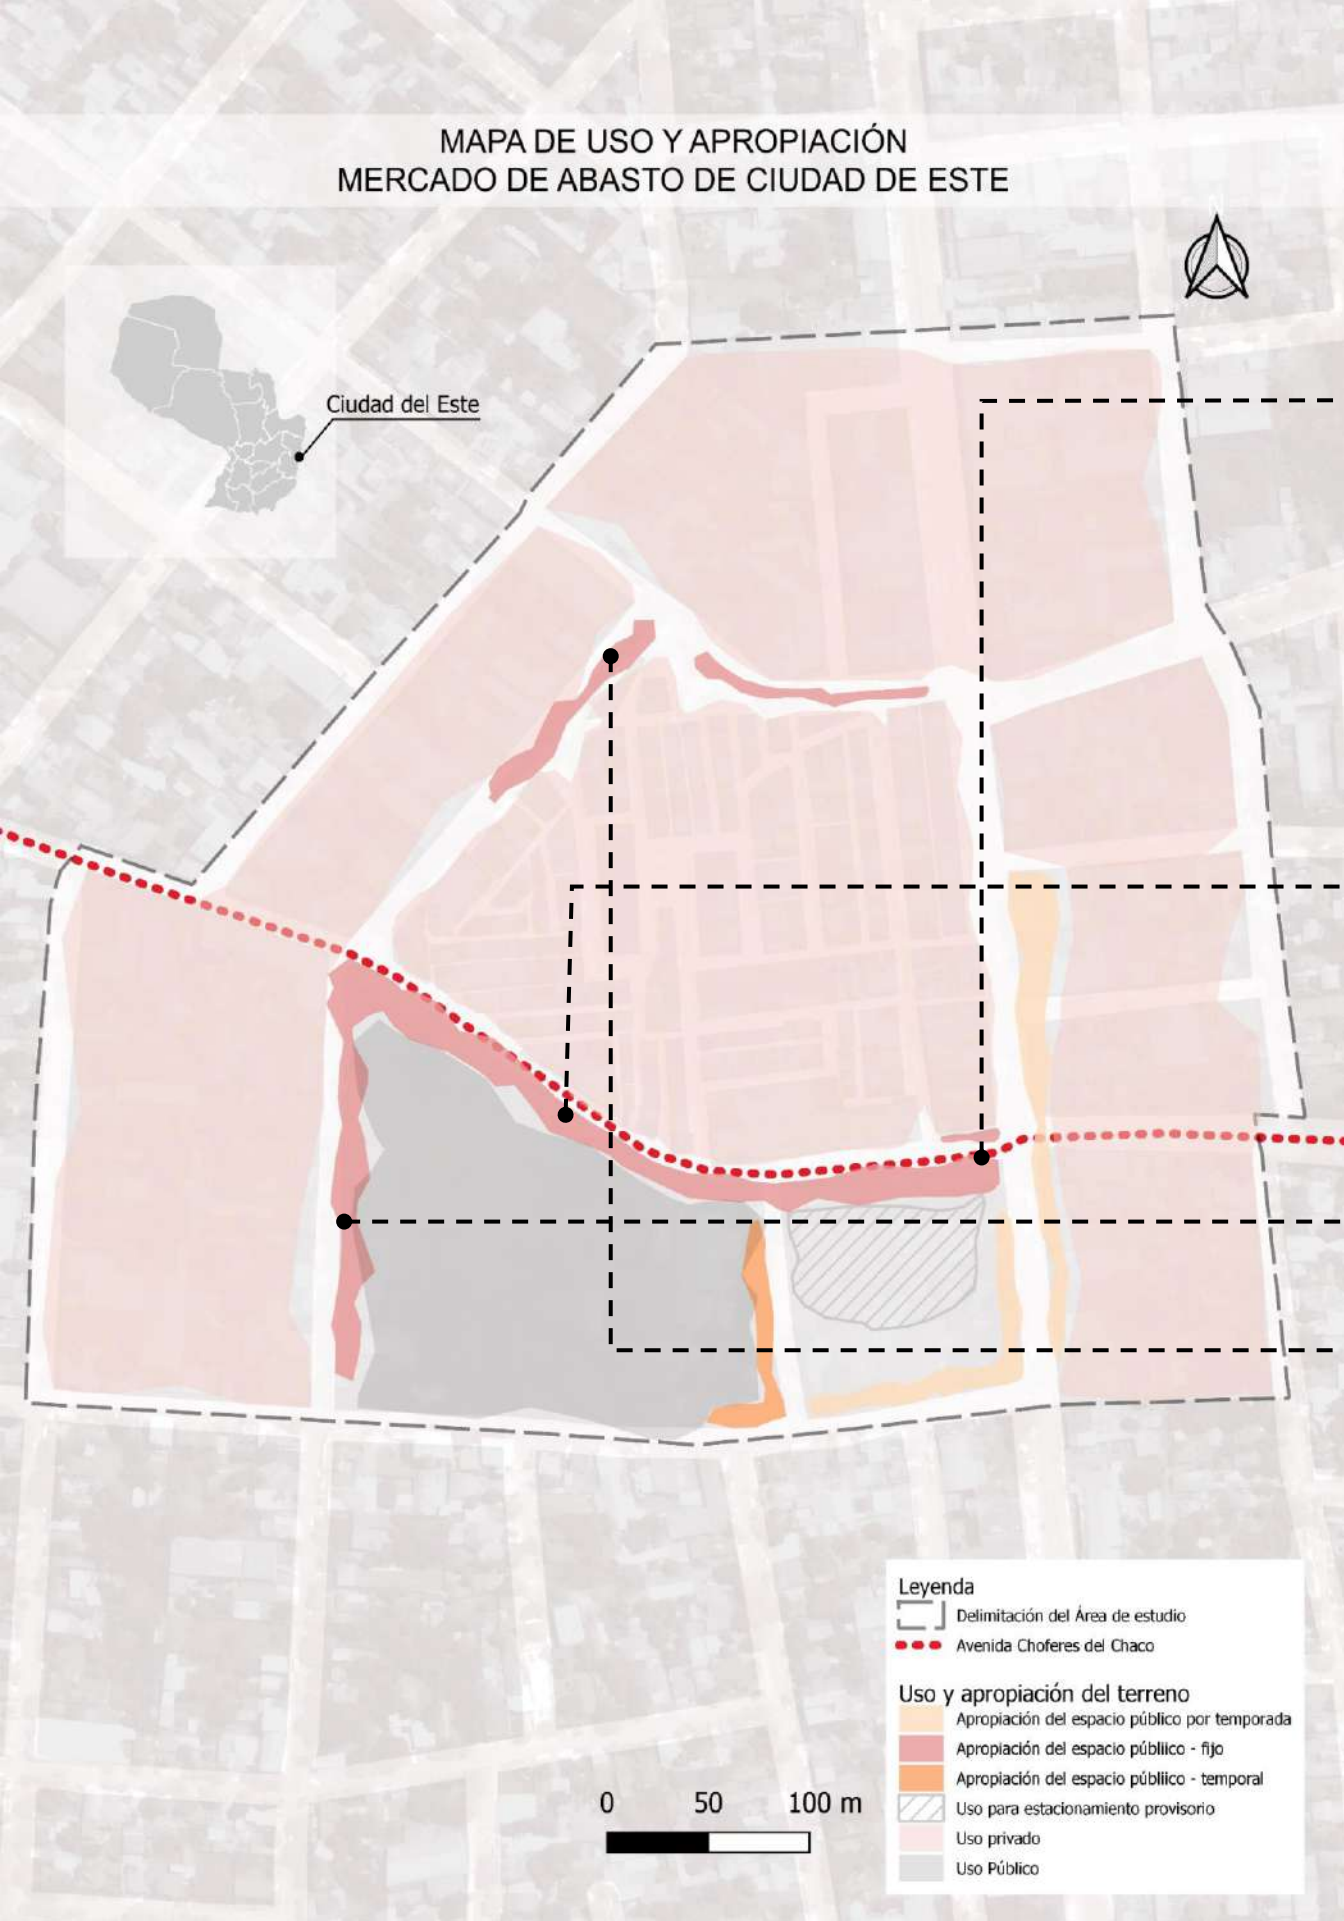 MAPA DE USO Y APROPIACIÓN
MERCADO DE ABASTO DE CIUDAD DE ESTE
N
Ciudad del Este
Leyenda
Delimitación del Área de estudio
Avenida Choferes del Chaco
Uso y apropiación del terreno
Apropiación del espacio público por temporada
Apropiación del espacio públiico - fijo
Apropiación del espacio públiico - temporal
Uso para estacionamiento provisorio
Uso privado
Uso Público
0 50 100 m